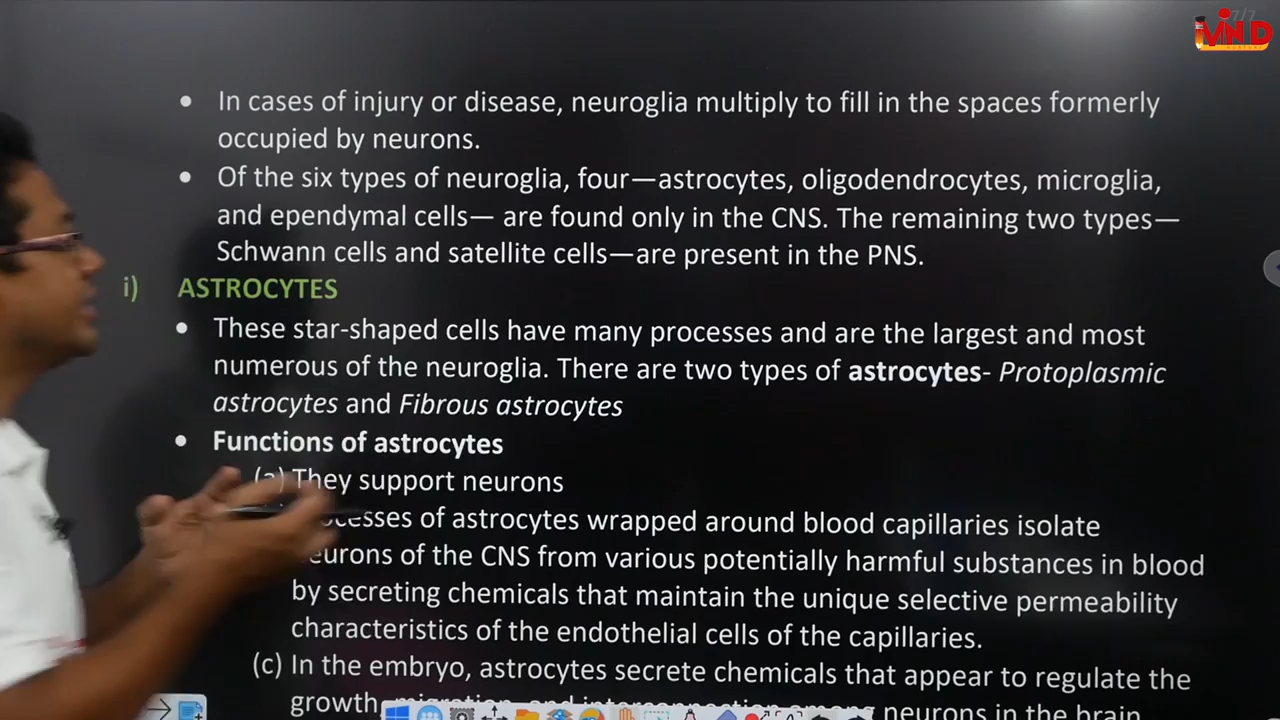 7/7
MIND
In cases of injury or disease, neuroglia multiply to fill in the spaces formerly
occupied by neurons.
Of the six types of neuroglia, four—astrocytes, oligodendrocytes, microglia,
and ependymal cells— are found only in the CNS. The remaining two types—
Schwann cells and satellite cells—are present in the PNS.
i) ASTROCYTES
These star-shaped cells have many processes and are the largest and most
numerous of the neuroglia. There are two types of astrocytes- Protoplasmic
astrocytes and Fibrous astrocytes
Functions of astrocytes
(a) They support neurons
of astrocytes wrapped around blood capillaries isolate
of the CNS from various potentially harmful substances in blood
by secreting chemicals that maintain the unique selective permeability
characteristics of the endothelial cells of the capillaries.
(c) In the embryo, astrocytes secrete chemicals that appear to regulate the
growth, neurons in the brain